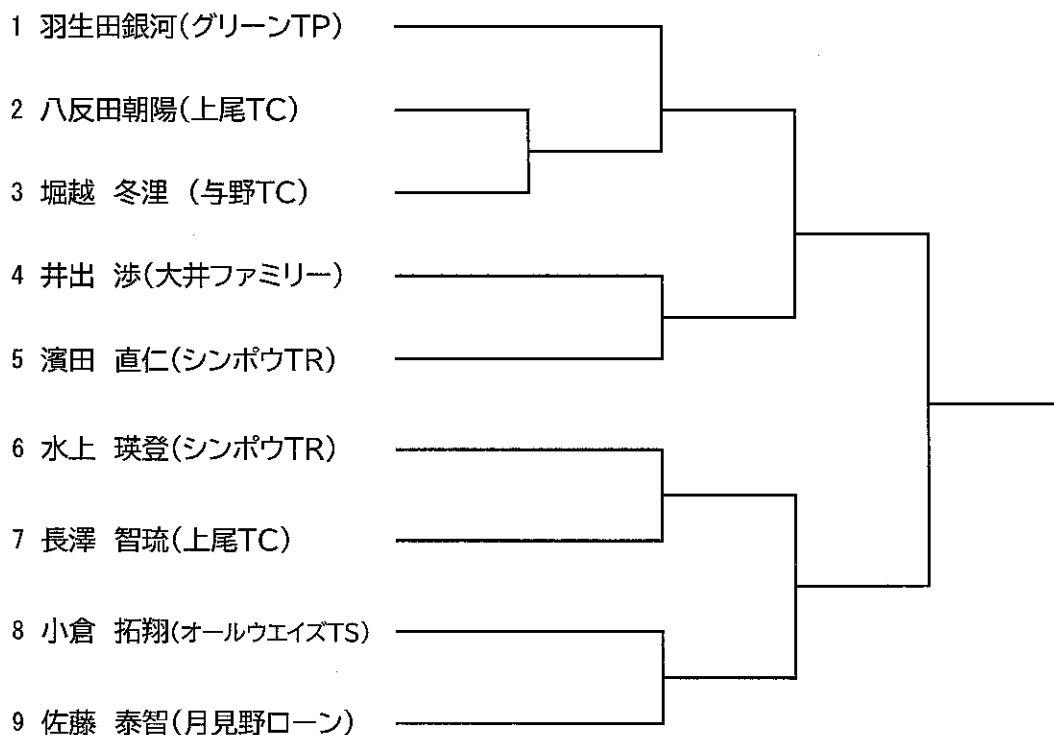 1 羽生田銀河(グリーンTP)
2 八反田朝陽(上尾TC)
3 堀越 冬浬 (与野TC)
4 井出 渉(大井ファミリー)
5 濱田 直仁(シンポウTR)
6 水上 瑛登(シンポウTR)
7 長澤 智琉(上尾TC)
8 小倉 拓翔(オールウエイズTS)
9 佐藤 泰智(月見野ローン)